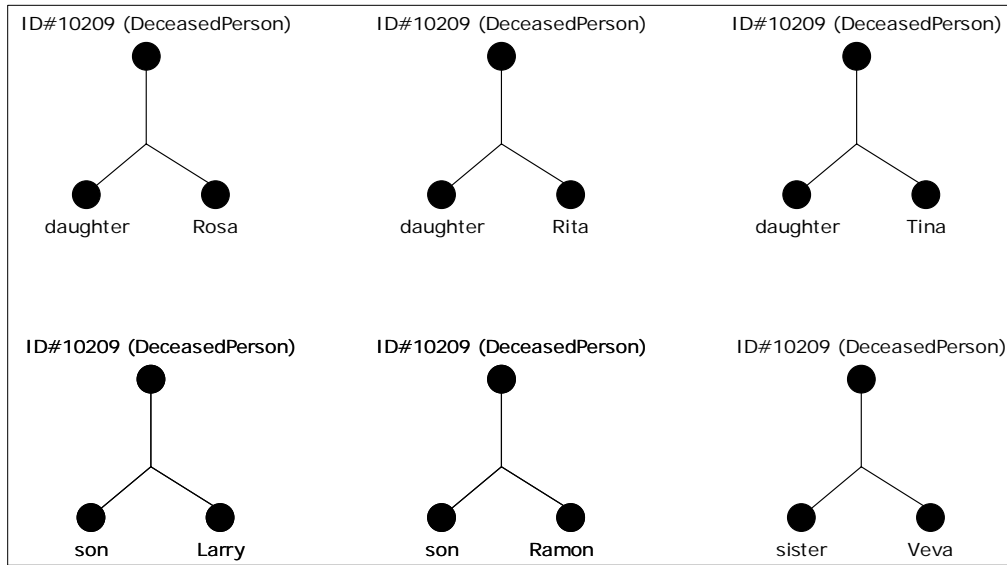 ID#10209 (DeceasedPerson)
ID#10209 (DeceasedPerson)
ID#10209 (DeceasedPerson)
daughter Rosa
daughter Rita
daughter Tina
ID#10209 (DeceasedPerson)
ID#10209 (DeceasedPerson)
ID#10209 (DeceasedPerson)
son Larry
son Ramon
sister Veva